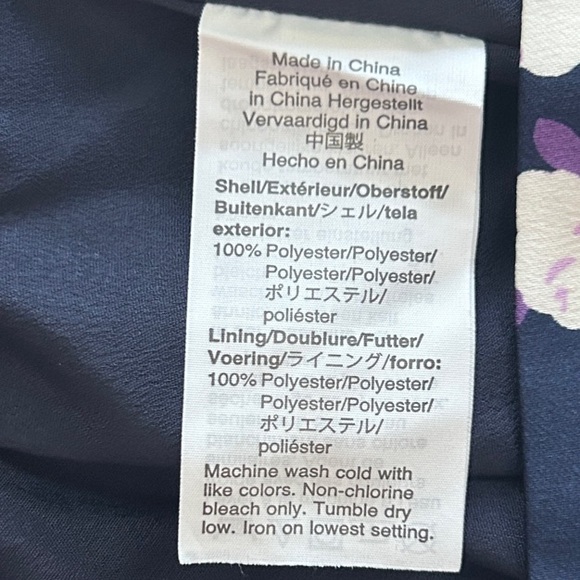 Made in China
Fabriqué en Chine
in China Hergestellt
Vervaardigd in China
中国製
Hecho en China
Shell/Extérieur/Oberstoff/
Buitenkant/シェル/tela
exterior:
100% Polyester/Polyester/
Polyester/Polyester/
ポリエステル/
poliéster
Lining/Doublure/Futter/
Voering/ライニング/forro:
100% Polyester/Polyester/
Polyester/Polyester/
ポリエステル/
poliéster
Machine wash cold with
like colors. Non-chlorine
bleach only. Tumble dry
low. Iron on lowest setting.